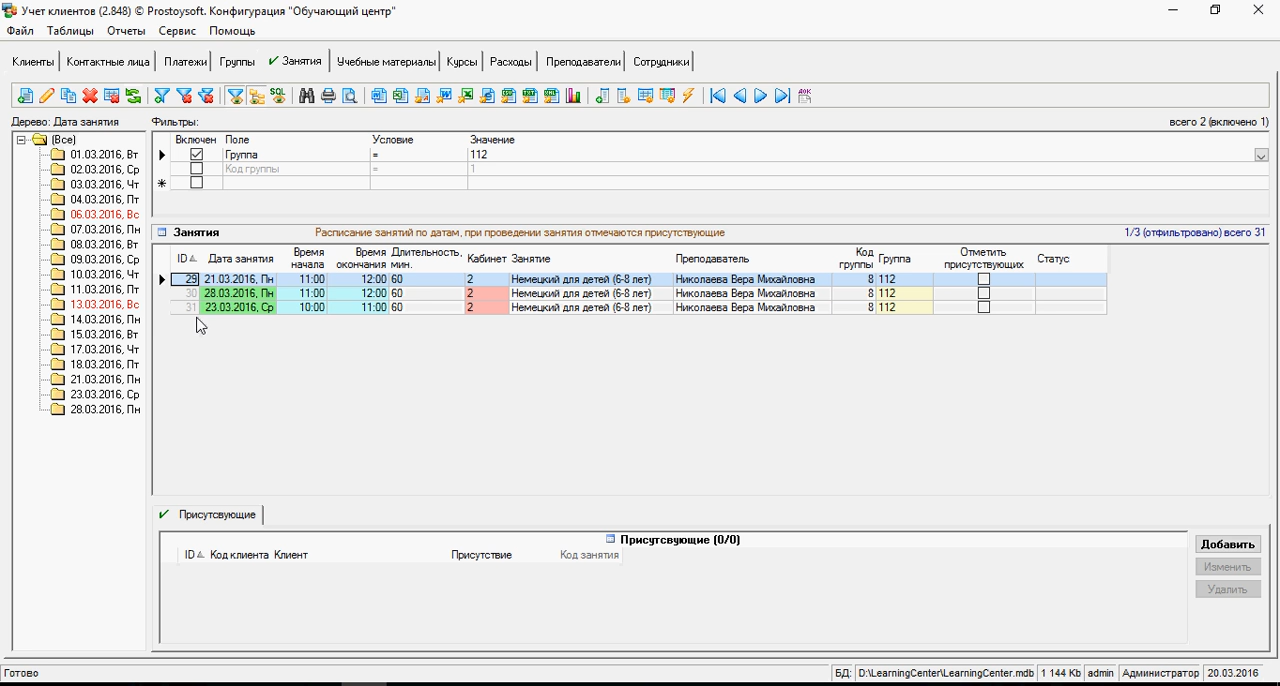 Учет клиентов (2.848) © Prostoysoft. Конфигурация "Обучающий центр"
Файл Таблицы Отчеты Сервис Помощь
Клиенты Контактные лица Платежи Группы Занятия Учебные материалы Курсы Расходы Преподаватели Сотрудники
SQL
ДОК
Дерево: Дата занятия
(Все)
01.03.2016, Вт
02.03.2016, Ср
03.03.2016, Чт
04.03.2016, Пт
06.03.2016, Вс
07.03.2016, Пн
08.03.2016, Вт
09.03.2016, Ср
10.03.2016, Чт
11.03.2016, Пт
13.03.2016, Вс
14.03.2016, Пн
15.03.2016, Вт
17.03.2016, Чт
18.03.2016, Пт
21.03.2016, Пн
23.03.2016, Ср
28.03.2016, Пн
Фильтры: всего 2 (включено 1)
Включен Поле Условие Значение
Группа = 112
Код группы = 1
Занятия Расписание занятий по датам, при проведении занятия отмечаются присутствующие 1/3 (отфильтровано) всего 31
ID Дата занятия Время начала Время окончания Длительность, мин. Кабинет Занятие Преподаватель Код группы Группа Отметить присутствующих Статус
29 21.03.2016, Пн 11:00 12:00 60 2 Немецкий для детей (6-8 лет) Николаева Вера Михайловна 8 112
30 28.03.2016, Пн 11:00 12:00 60 2 Немецкий для детей (6-8 лет) Николаева Вера Михайловна 8 112
31 23.03.2016, Ср 10:00 11:00 60 2 Немецкий для детей (6-8 лет) Николаева Вера Михайловна 8 112
Присутсвующие
Присутсвующие (0/0)
ID Код клиента Клиент Присутствие Код занятия
Добавить
Изменить
Удалить
Готово БД: D:\LearningCenter\LearningCenter.mdb 1 144 Kb admin Администратор 20.03.2016